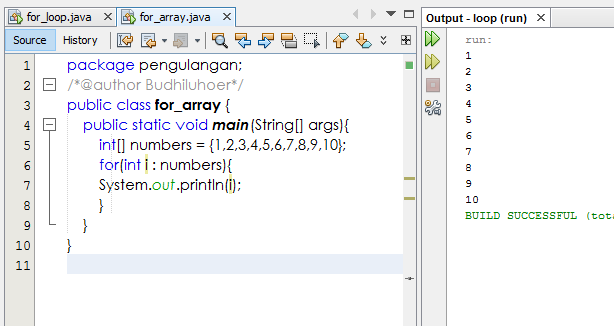 for_loop.java
for_array.java
Source
History
1 package pengulangan;
2 /*@author Budhiluhoer*/
3 public class for_array {
4 public static void main(String[] args){
5 int[] numbers = {1,2,3,4,5,6,7,8,9,10};
6 for(int i : numbers){
7 System.out.println(i);
8 }
9 }
10 }
11
Output - loop (run)
run:
1
2
3
4
5
6
7
8
9
10
BUILD SUCCESSFUL (tota